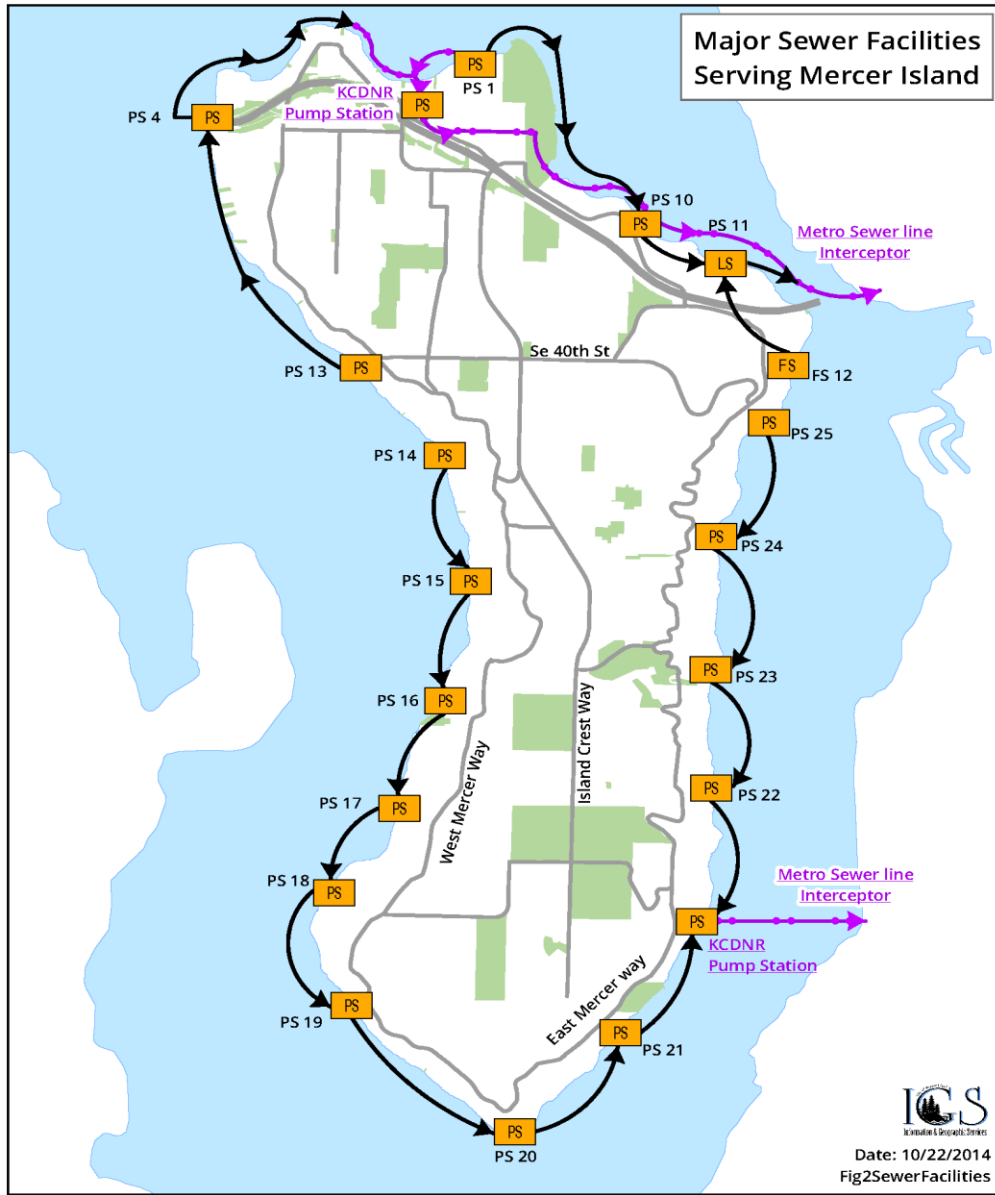 Major Sewer Facilities
Serving Mercer Island
PS
PS 1
KCDNR
Pump Station
PS
PS 4
PS
PS 10
PS
PS 11
LS
Metro Sewer line
Interceptor
Se 40th St
PS 13
PS
FS
FS 12
PS
PS 25
PS 14
PS
PS
PS 24
PS 15
PS
PS
PS 23
PS 16
PS
Island Crest Way
West Mercer Way
PS
PS 22
PS 17
PS
PS 18
PS
Metro Sewer line
Interceptor
PS
KCDNR
Pump Station
East Mercer way
PS 19
PS
PS
PS 21
PS
PS 20
IGS
Information & Geographic Services
Date: 10/22/2014
Fig2SewerFacilities